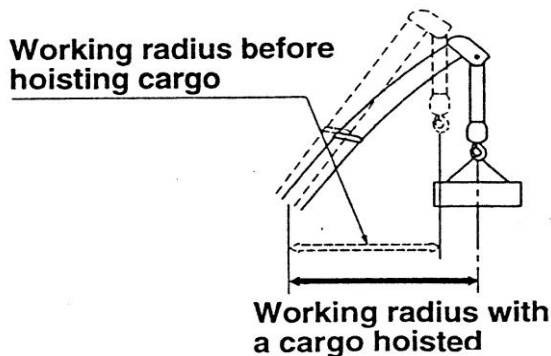 Working radius before
hoisting cargo
Working radius with
a cargo hoisted